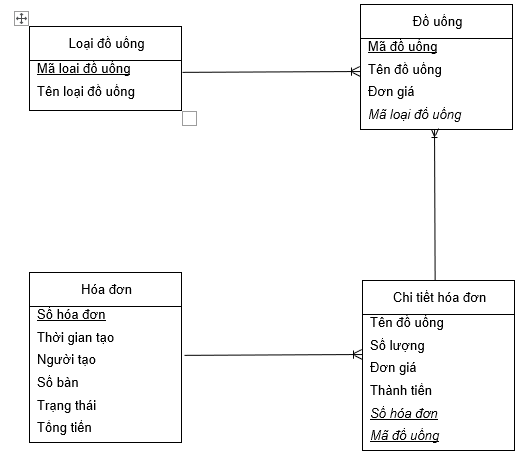 Loại đồ uống
Mã loai đồ uống
Tên loại đồ uống
Đồ uống
Mã đồ uống
Tên đồ uống
Đơn giá
Mã loại đồ uống
Hóa đơn
Số hóa đơn
Thời gian tạo
Người tạo
Số bàn
Trạng thái
Tổng tiền
Chi tiết hóa đơn
Tên đồ uống
Số lượng
Đơn giá
Thành tiền
Số hóa đơn
Mã đồ uống